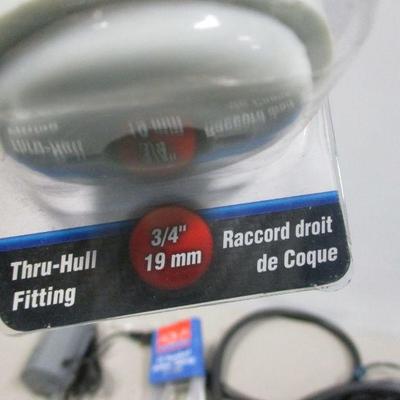 Thru-Hull
Fitting
3/4"
19 mm
Raccord droit
de Coque